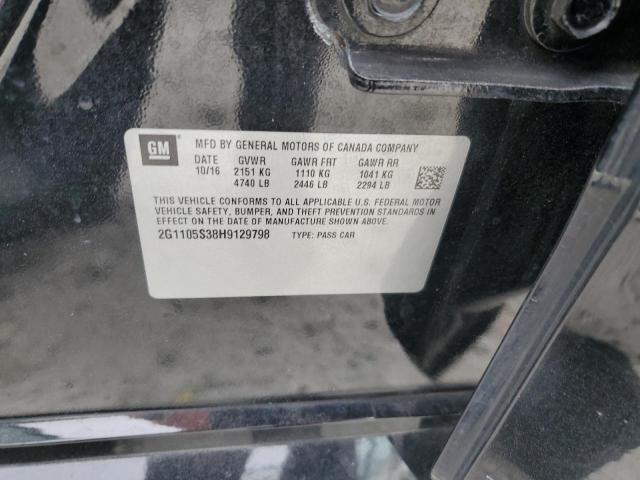 GM
MFD BY GENERAL MOTORS OF CANADA COMPANY
DATE GVWR GAWR FRT GAWR RR
10/16 2151 KG 1110 KG 1041 KG
4740 LB 2446 LB 2294 LB
THIS VEHICLE CONFORMS TO ALL APPLICABLE U.S. FEDERAL MOTOR
VEHICLE SAFETY, BUMPER, AND THEFT PREVENTION STANDARDS IN
EFFECT ON THE DATE OF MANUFACTURE SHOWN ABOVE.
2G1105S38H9129798 TYPE: PASS CAR